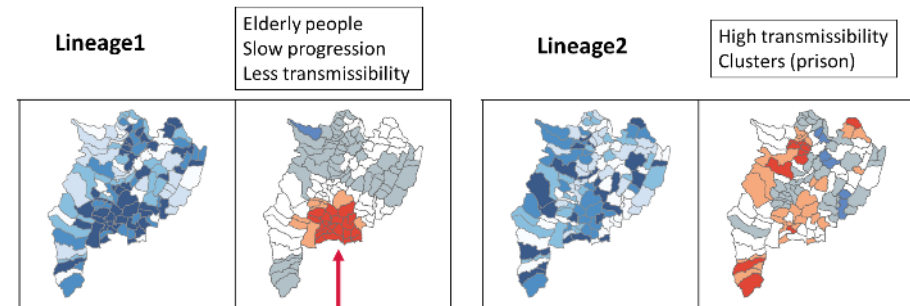 Lineage1
Elderly people
Slow progression
Less transmissibility
Lineage2
High transmissibility
Clusters (prison)